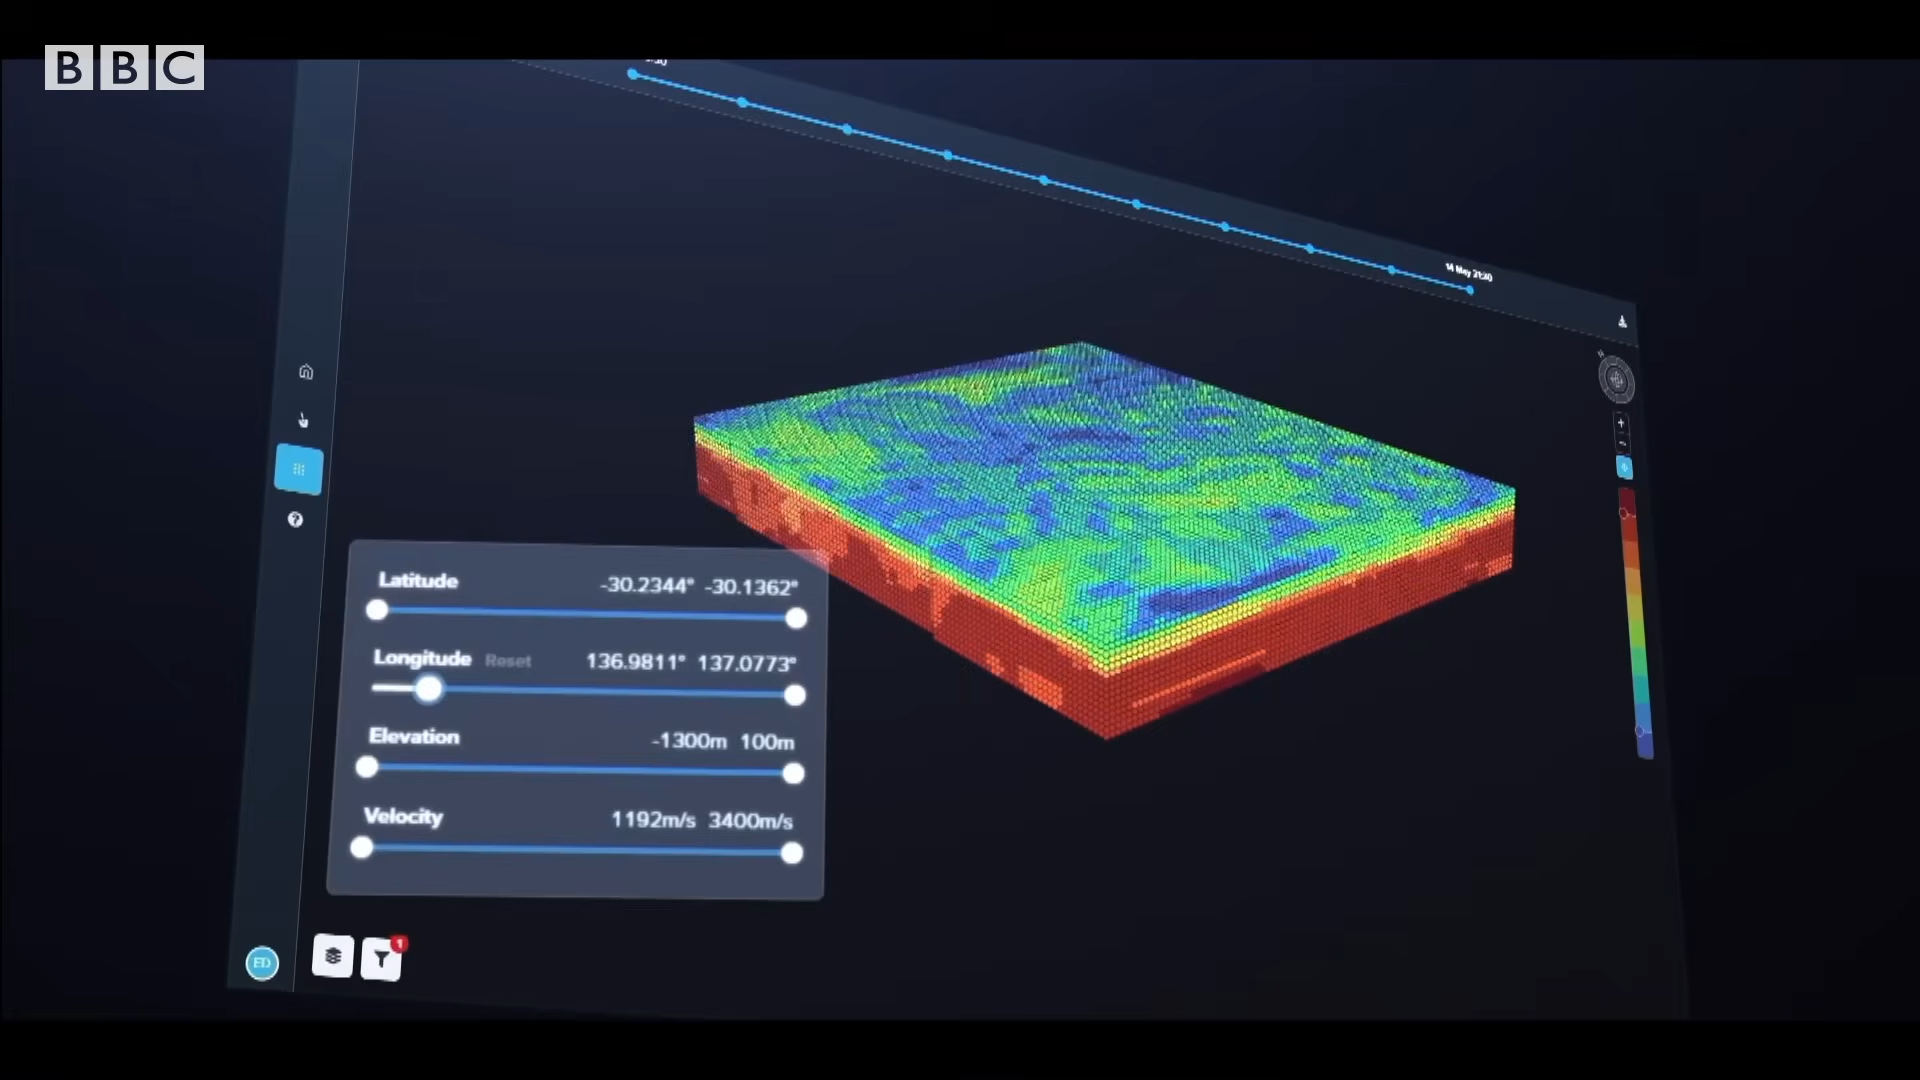 BBC
14 May 21:30
Latitude -30.2344° -30.1362°
Longitude Reset 136.9811° 137.0773°
Elevation -1300m 100m
Velocity 1192m/s 3400m/s
1
ED